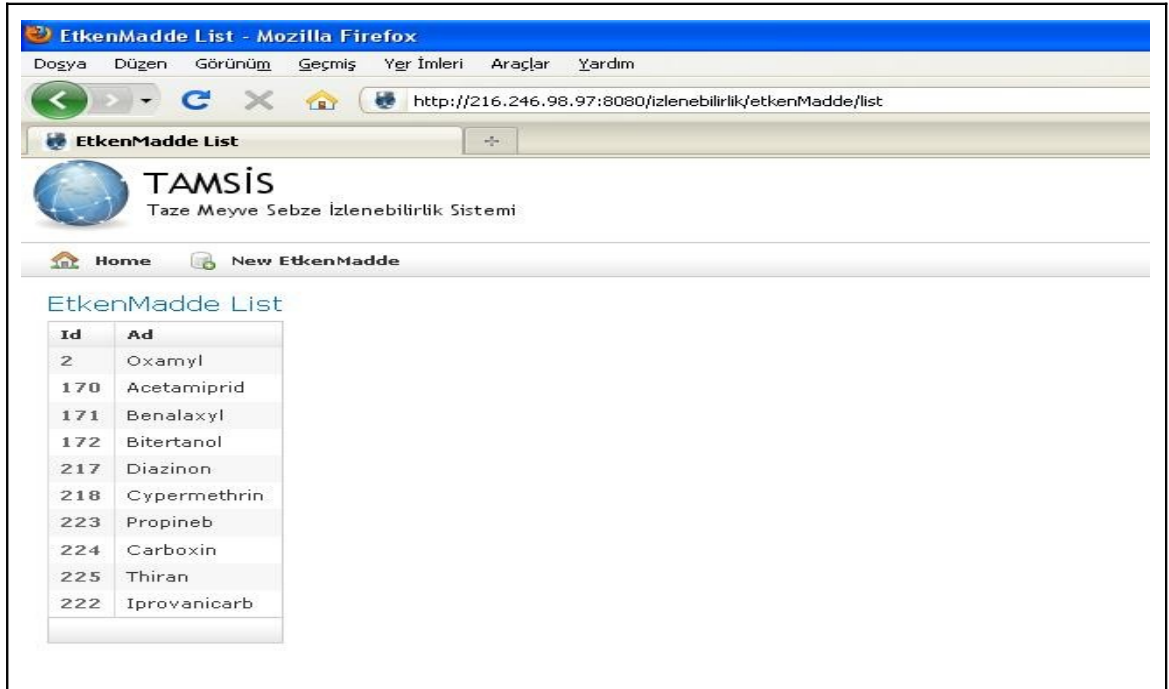 EtkenMadde List - Mozilla Firefox
Dosya Düzen Görünüm Geçmiş Yer İmleri Araçlar Yardım
http://216.246.98.97:8080/izlenebilirlik/etkenMadde/list
EtkenMadde List
TAMSİS
Taze Meyve Sebze İzlenebilirlik Sistemi
Home New EtkenMadde
EtkenMadde List
Id Ad
2 Oxamyl
170 Acetamiprid
171 Benalaxyl
172 Bitertanol
217 Diazinon
218 Cypermethrin
223 Propineb
224 Carboxin
225 Thiran
222 Iprovanicarb